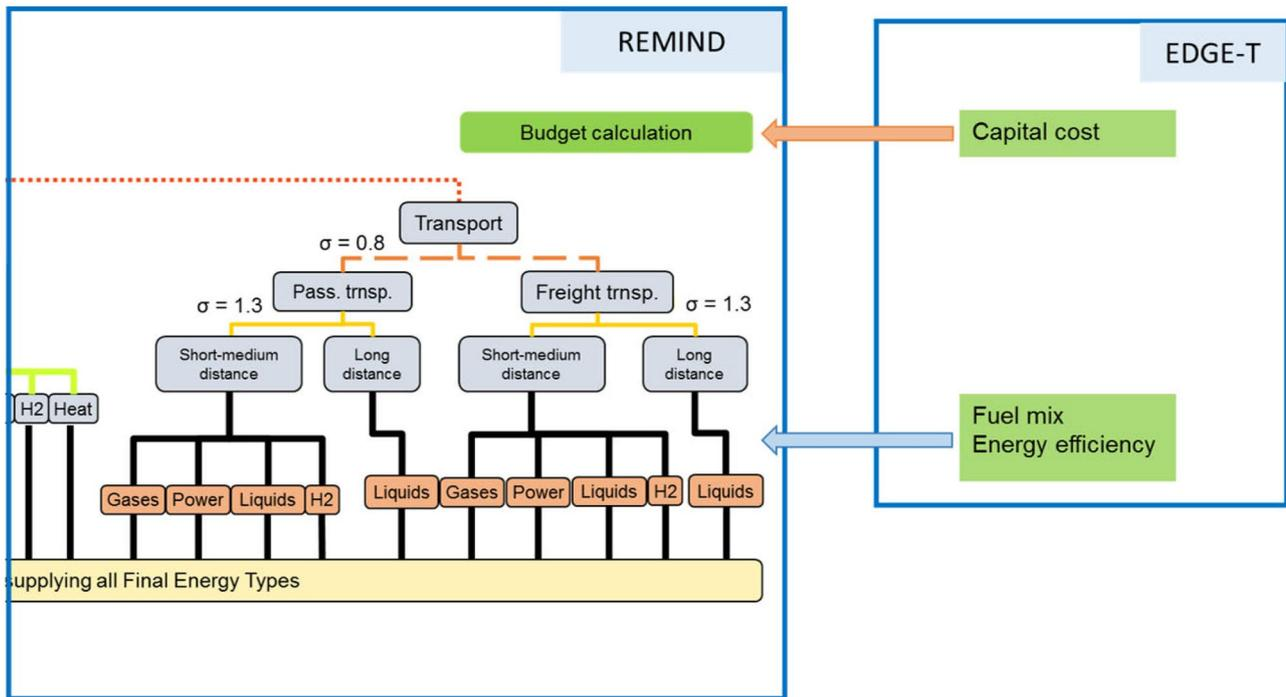 REMIND
EDGE-T
Budget calculation
Capital cost
Transport
σ = 0.8
Pass. trnsp.
Freight trnsp.
σ = 1.3
σ = 1.3
Short-medium
distance
Long
distance
Short-medium
distance
Long
distance
H2
Heat
Fuel mix
Energy efficiency
Gases
Power
Liquids
H2
Liquids
Gases
Power
Liquids
H2
Liquids
supplying all Final Energy Types